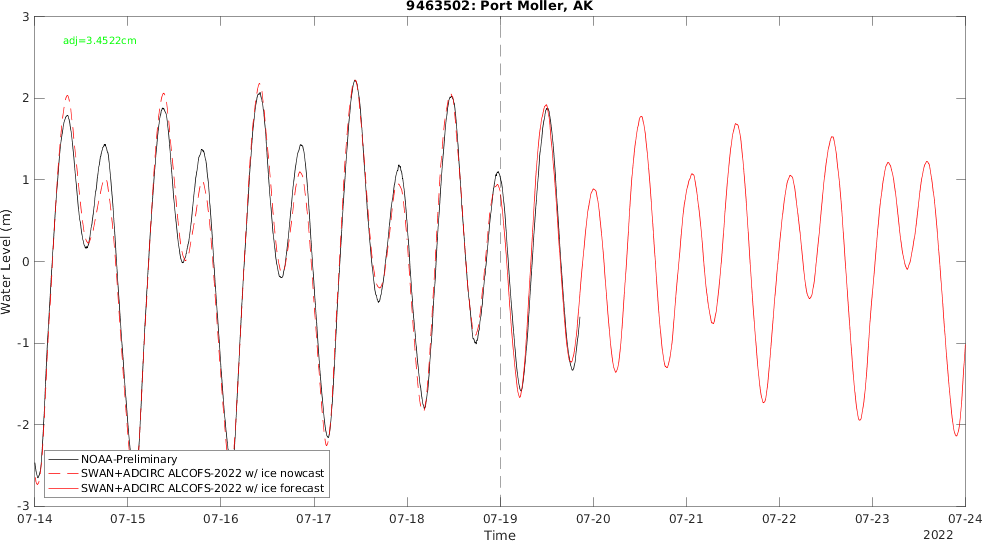 9463502: Port Moller, AK
adj=3.4522cm
3
2
1
0
-1
-2
-3
Water Level (m)
NOAA-Preliminary
SWAN+ADCIRC ALCOFS-2022 w/ ice nowcast
SWAN+ADCIRC ALCOFS-2022 w/ ice forecast
07-14 07-15 07-16 07-17 07-18 07-19 07-20 07-21 07-22 07-23 07-24
Time
2022